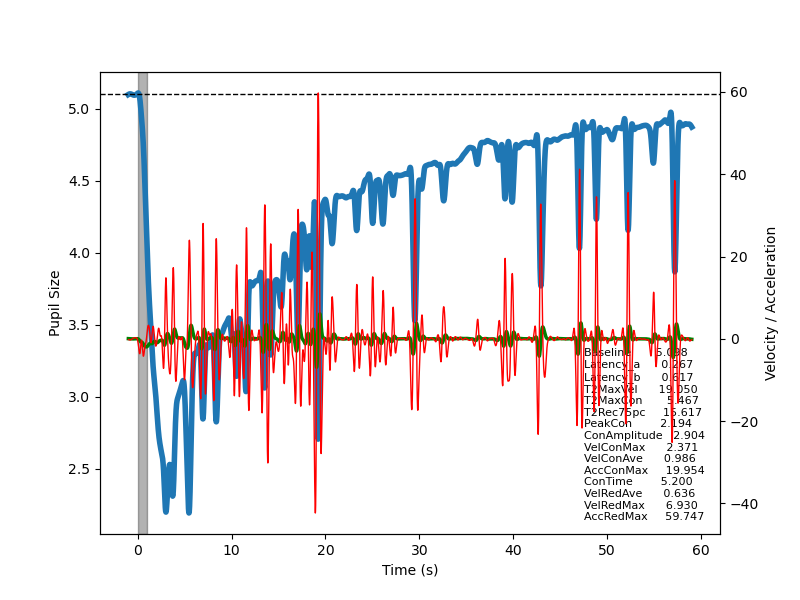 5.0
4.5
4.0
3.5
3.0
2.5
Pupil Size
60
40
20
0
−20
−40
Velocity / Acceleration
0
10
20
30
40
50
60
Time (s)
Baseline 5.098
Latency_a 0.267
Latency_b 0.617
T2MaxVel 19.050
T2MaxCon 5.467
T2Rec75pc 15.617
PeakCon 2.194
ConAmplitude 2.904
VelConMax 2.371
VelConAve 0.986
AccConMax 19.954
ConTime 5.200
VelRedAve 0.636
VelRedMax 6.930
AccRedMax 59.747